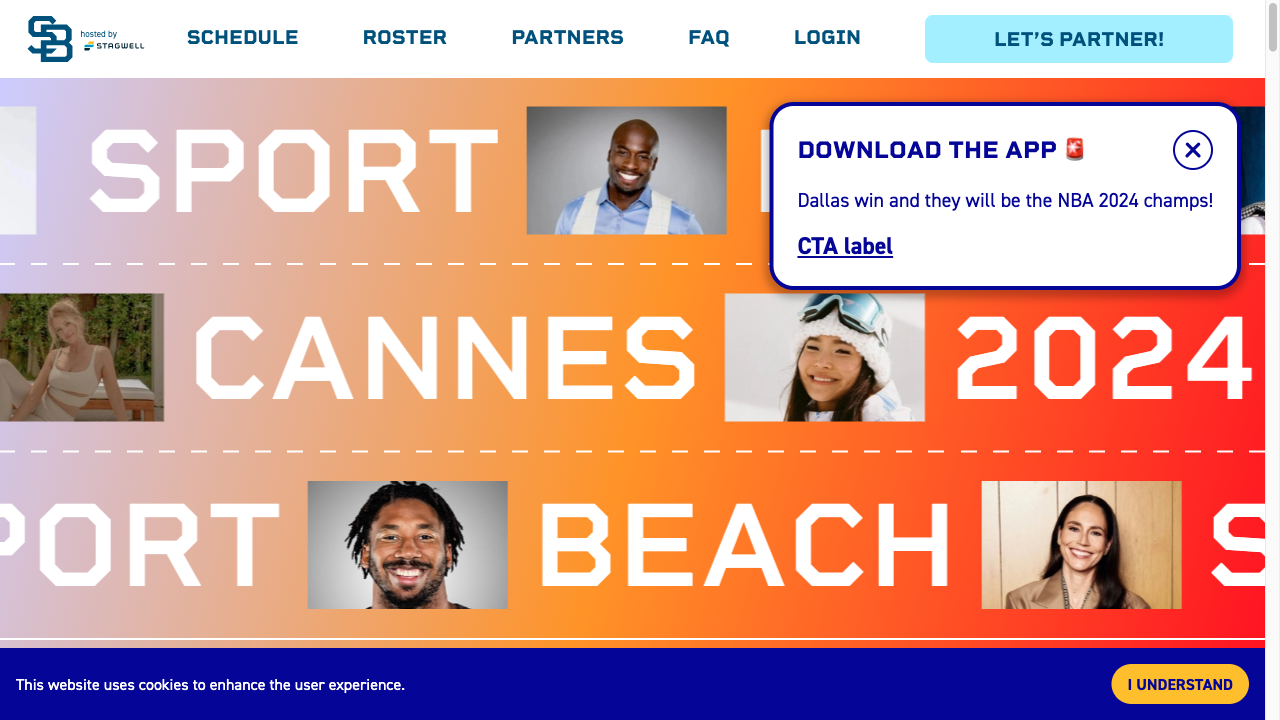 SB hosted by STAGWELL
SCHEDULE ROSTER PARTNERS FAQ LOGIN LET’S PARTNER!
SPORT
DOWNLOAD THE APP 🚨
Dallas win and they will be the NBA 2024 champs!
CTA label
CANNES 2024
PORT BEACH S
This website uses cookies to enhance the user experience.
I UNDERSTAND